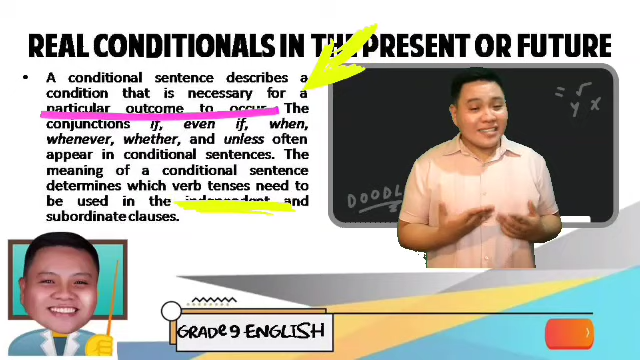 REAL CONDITIONALS IN THE PRESENT OR FUTURE
• A conditional sentence describes a
condition that is necessary for a
particular outcome to occur. The
conjunctions if, even if, when,
whenever, whether, and unless often
appear in conditional sentences. The
meaning of a conditional sentence
determines which verb tenses need to
be used in the independent and
subordinate clauses.
= √
y x
DOODL
GRADE 9 ENGLISH